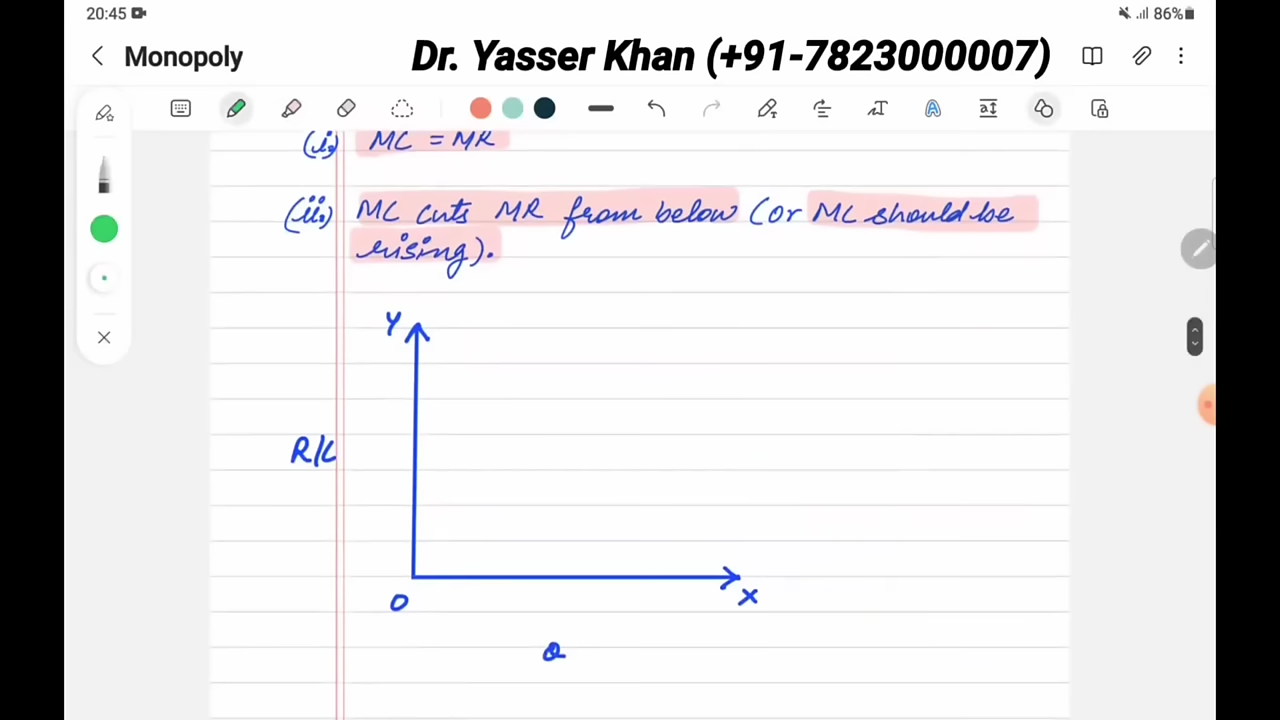 20:45 86%
Monopoly Dr. Yasser Khan (+91-7823000007)
(i.) MC = MR
(ii.) MC cuts MR from below (or MC should be
rising).
Y
R/C
O X
Q